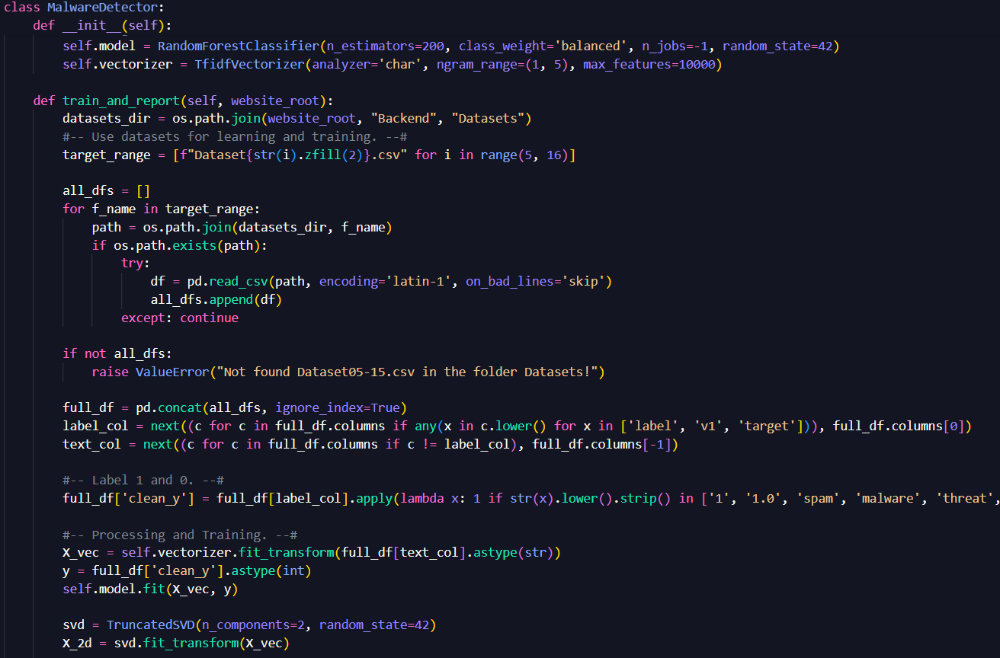 class MalwareDetector:
    def __init__(self):
        self.model = RandomForestClassifier(n_estimators=200, class_weight='balanced', n_jobs=-1, random_state=42)
        self.vectorizer = TfidfVectorizer(analyzer='char', ngram_range=(1, 5), max_features=10000)

    def train_and_report(self, website_root):
        datasets_dir = os.path.join(website_root, "Backend", "Datasets")
        #-- Use datasets for learning and training. --#
        target_range = [f"Dataset{str(i).zfill(2)}.csv" for i in range(5, 16)]

        all_dfs = []
        for f_name in target_range:
            path = os.path.join(datasets_dir, f_name)
            if os.path.exists(path):
                try:
                    df = pd.read_csv(path, encoding='latin-1', on_bad_lines='skip')
                    all_dfs.append(df)
                except: continue

        if not all_dfs:
            raise ValueError("Not found Dataset05-15.csv in the folder Datasets!")

        full_df = pd.concat(all_dfs, ignore_index=True)
        label_col = next((c for c in full_df.columns if any(x in c.lower() for x in ['label', 'v1', 'target'])), full_df.columns[0])
        text_col = next((c for c in full_df.columns if c != label_col), full_df.columns[-1])

        #-- Label 1 and 0. --#
        full_df['clean_y'] = full_df[label_col].apply(lambda x: 1 if str(x).lower().strip() in ['1', '1.0', 'spam', 'malware', 'threat',

        #-- Processing and Training. --#
        X_vec = self.vectorizer.fit_transform(full_df[text_col].astype(str))
        y = full_df['clean_y'].astype(int)
        self.model.fit(X_vec, y)

        svd = TruncatedSVD(n_components=2, random_state=42)
        X_2d = svd.fit_transform(X_vec)